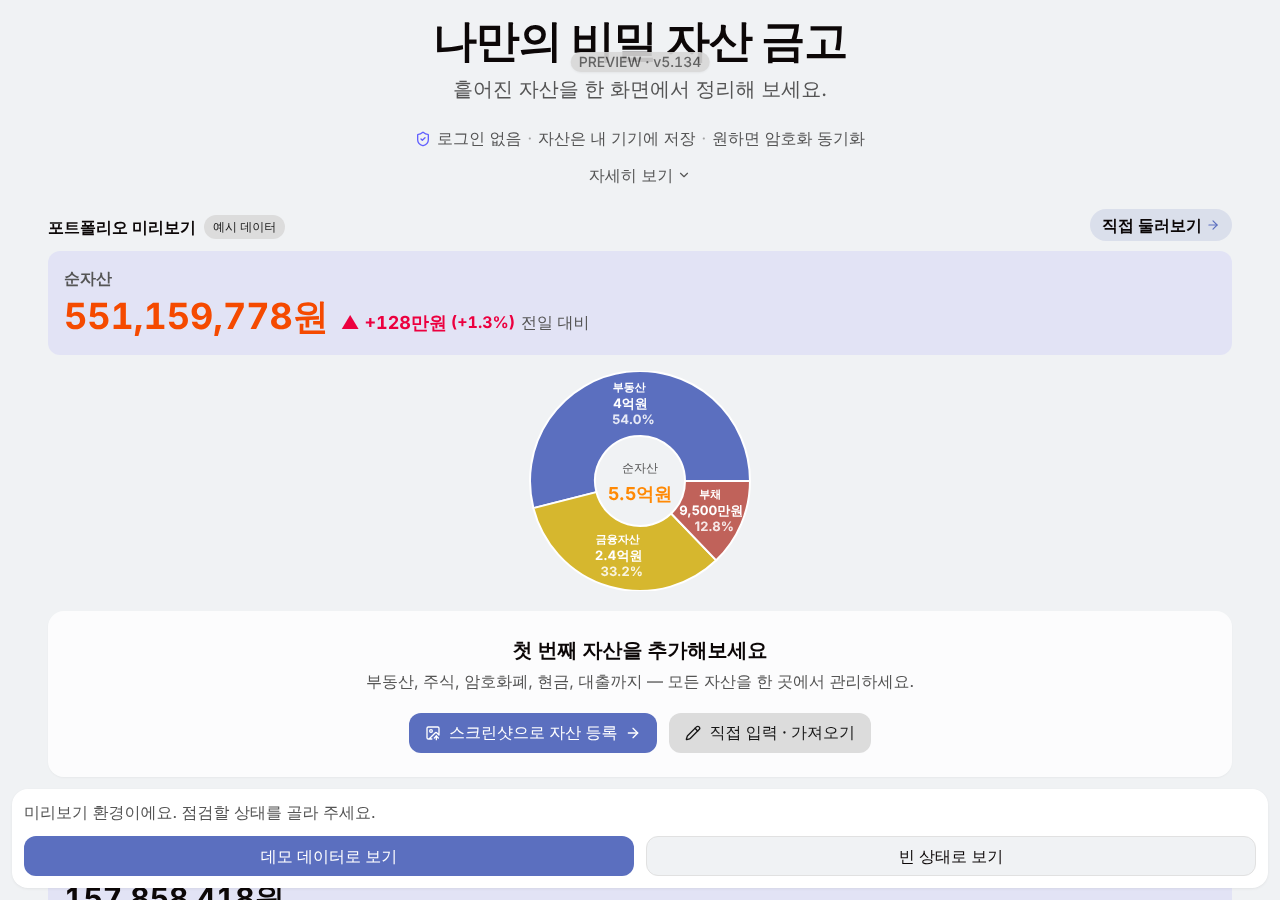 나만의 비밀 자산 금고
PREVIEW · v5.134
흩어진 자산을 한 화면에서 정리해 보세요.
로그인 없음 · 자산은 내 기기에 저장 · 원하면 암호화 동기화
자세히 보기
포트폴리오 미리보기 예시 데이터
직접 둘러보기
순자산
551,159,778원 ▲ +128만원 (+1.3%) 전일 대비
부동산
4억원
54.0%
순자산
5.5억원
부채
9,500만원
12.8%
금융자산
2.4억원
33.2%
첫 번째 자산을 추가해보세요
부동산, 주식, 암호화폐, 현금, 대출까지 — 모든 자산을 한 곳에서 관리하세요.
스크린샷으로 자산 등록
직접 입력 · 가져오기
미리보기 환경이에요. 점검할 상태를 골라 주세요.
데모 데이터로 보기
빈 상태로 보기
157,858,418원